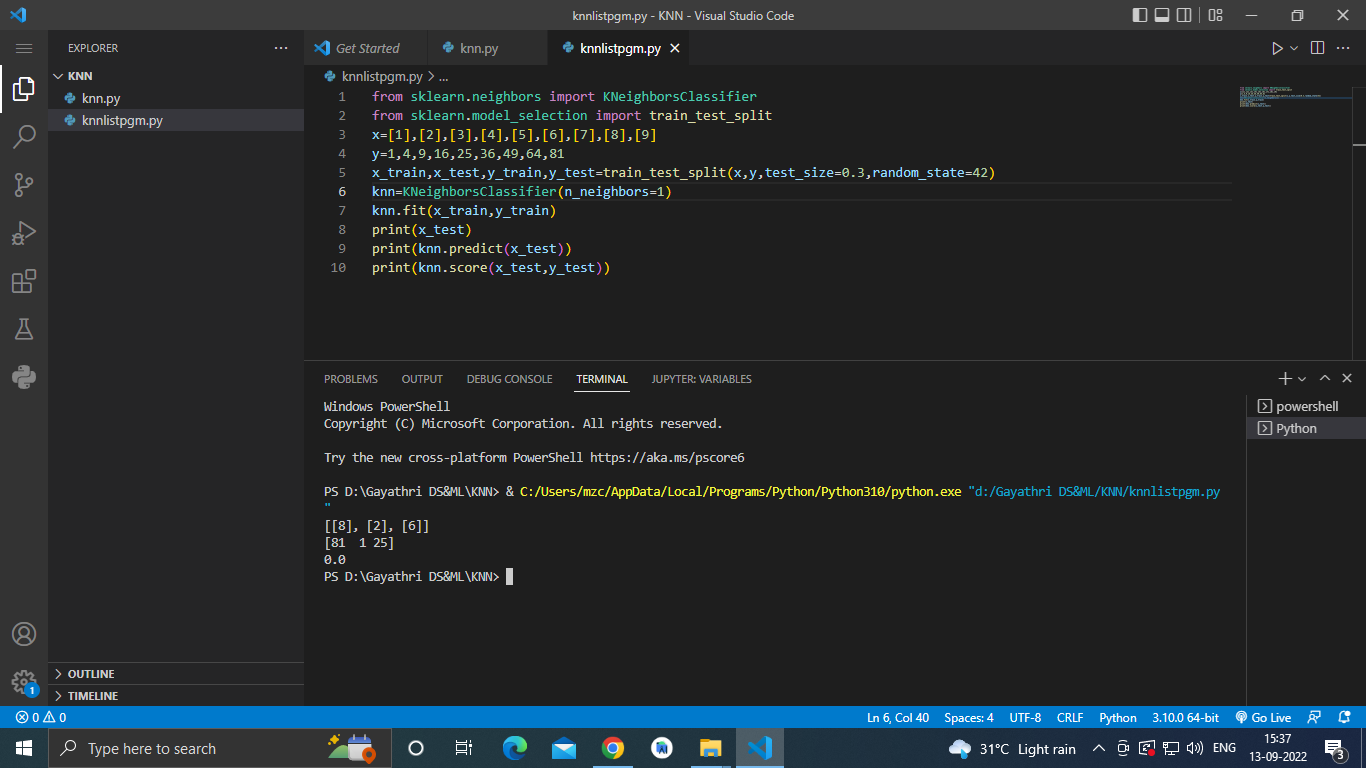 knnlistpgm.py - KNN - Visual Studio Code
EXPLORER
KNN
knn.py
knnlistpgm.py
OUTLINE
TIMELINE
Get Started
knn.py
knnlistpgm.py
knnlistpgm.py > ...
1 from sklearn.neighbors import KNeighborsClassifier
2 from sklearn.model_selection import train_test_split
3 x=[1],[2],[3],[4],[5],[6],[7],[8],[9]
4 y=1,4,9,16,25,36,49,64,81
5 x_train,x_test,y_train,y_test=train_test_split(x,y,test_size=0.3,random_state=42)
6 knn=KNeighborsClassifier(n_neighbors=1)
7 knn.fit(x_train,y_train)
8 print(x_test)
9 print(knn.predict(x_test))
10 print(knn.score(x_test,y_test))
PROBLEMS OUTPUT DEBUG CONSOLE TERMINAL JUPYTER: VARIABLES
Windows PowerShell
Copyright (C) Microsoft Corporation. All rights reserved.
Try the new cross-platform PowerShell https://aka.ms/pscore6
PS D:\Gayathri DS&ML\KNN> & C:/Users/mzc/AppData/Local/Programs/Python/Python310/python.exe "d:/Gayathri DS&ML/KNN/knnlistpgm.py
"
[[8], [2], [6]]
[81  1 25]
0.0
PS D:\Gayathri DS&ML\KNN>
powershell
Python
1
0 0
Ln 6, Col 40 Spaces: 4 UTF-8 CRLF Python 3.10.0 64-bit Go Live
Type here to search
31°C Light rain
ENG
15:37
13-09-2022
3